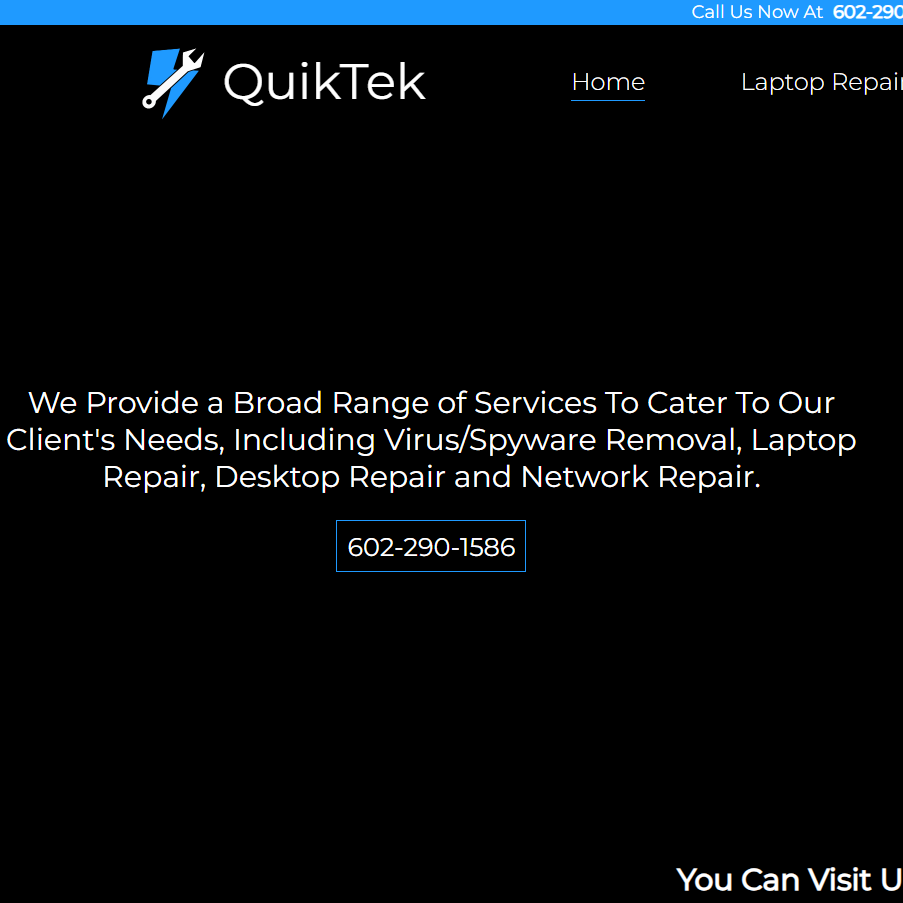 Call Us Now At 602-290
QuikTek
Home
Laptop Repair
We Provide a Broad Range of Services To Cater To Our
Client's Needs, Including Virus/Spyware Removal, Laptop
Repair, Desktop Repair and Network Repair.
602-290-1586
You Can Visit U